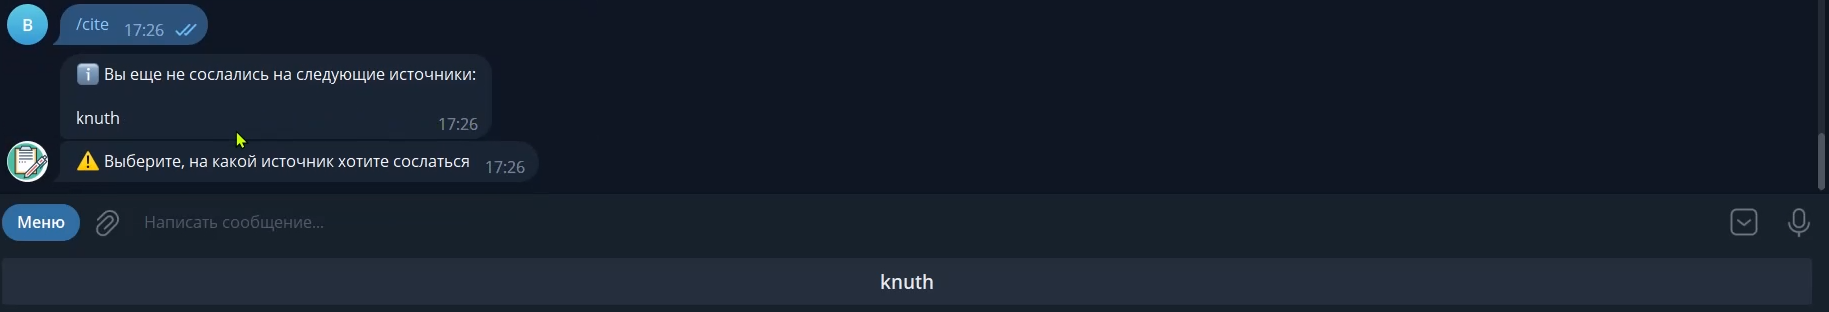 В
/cite 17:26
Вы еще не сослались на следующие источники:
knuth
17:26
Выберите, на какой источник хотите сослаться 17:26
Меню Написать сообщение...
knuth